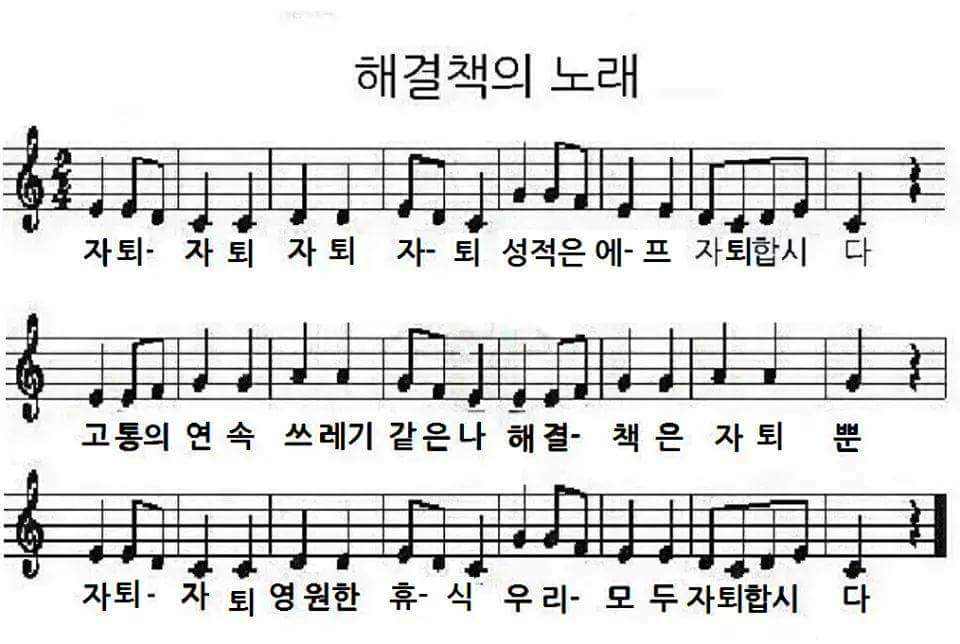 해결책의 노래
2/4
자퇴- 자 퇴 자 퇴 자- 퇴 성적은 에- 프 자퇴합시 다
고통의 연 속 쓰레기 같은나 해결- 책 은 자 퇴 뿐
자퇴- 자 퇴 영원한 휴- 식 우리- 모 두 자퇴합시 다